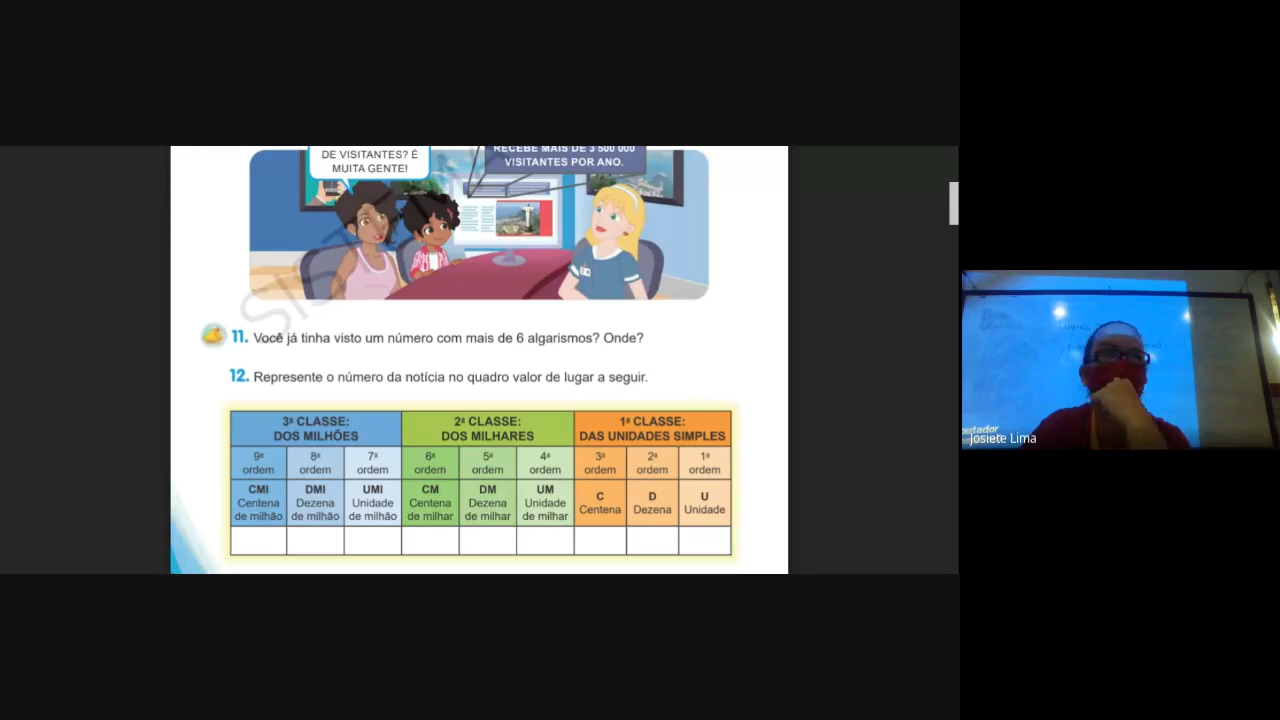 DE VISITANTES? É
MUITA GENTE!
RECEBE MAIS DE 3 500 000
VISITANTES POR ANO.
11. Você já tinha visto um número com mais de 6 algarismos? Onde?
12. Represente o número da notícia no quadro valor de lugar a seguir.
3ª CLASSE:
DOS MILHÕES
2ª CLASSE:
DOS MILHARES
1ª CLASSE:
DAS UNIDADES SIMPLES
9ª ordem
8ª ordem
7ª ordem
6ª ordem
5ª ordem
4ª ordem
3ª ordem
2ª ordem
1ª ordem
CMI
Centena
de milhão
DMI
Dezena
de milhão
UMI
Unidade
de milhão
CM
Centena
de milhar
DM
Dezena
de milhar
UM
Unidade
de milhar
C
Centena
D
Dezena
U
Unidade
Josiete Lima